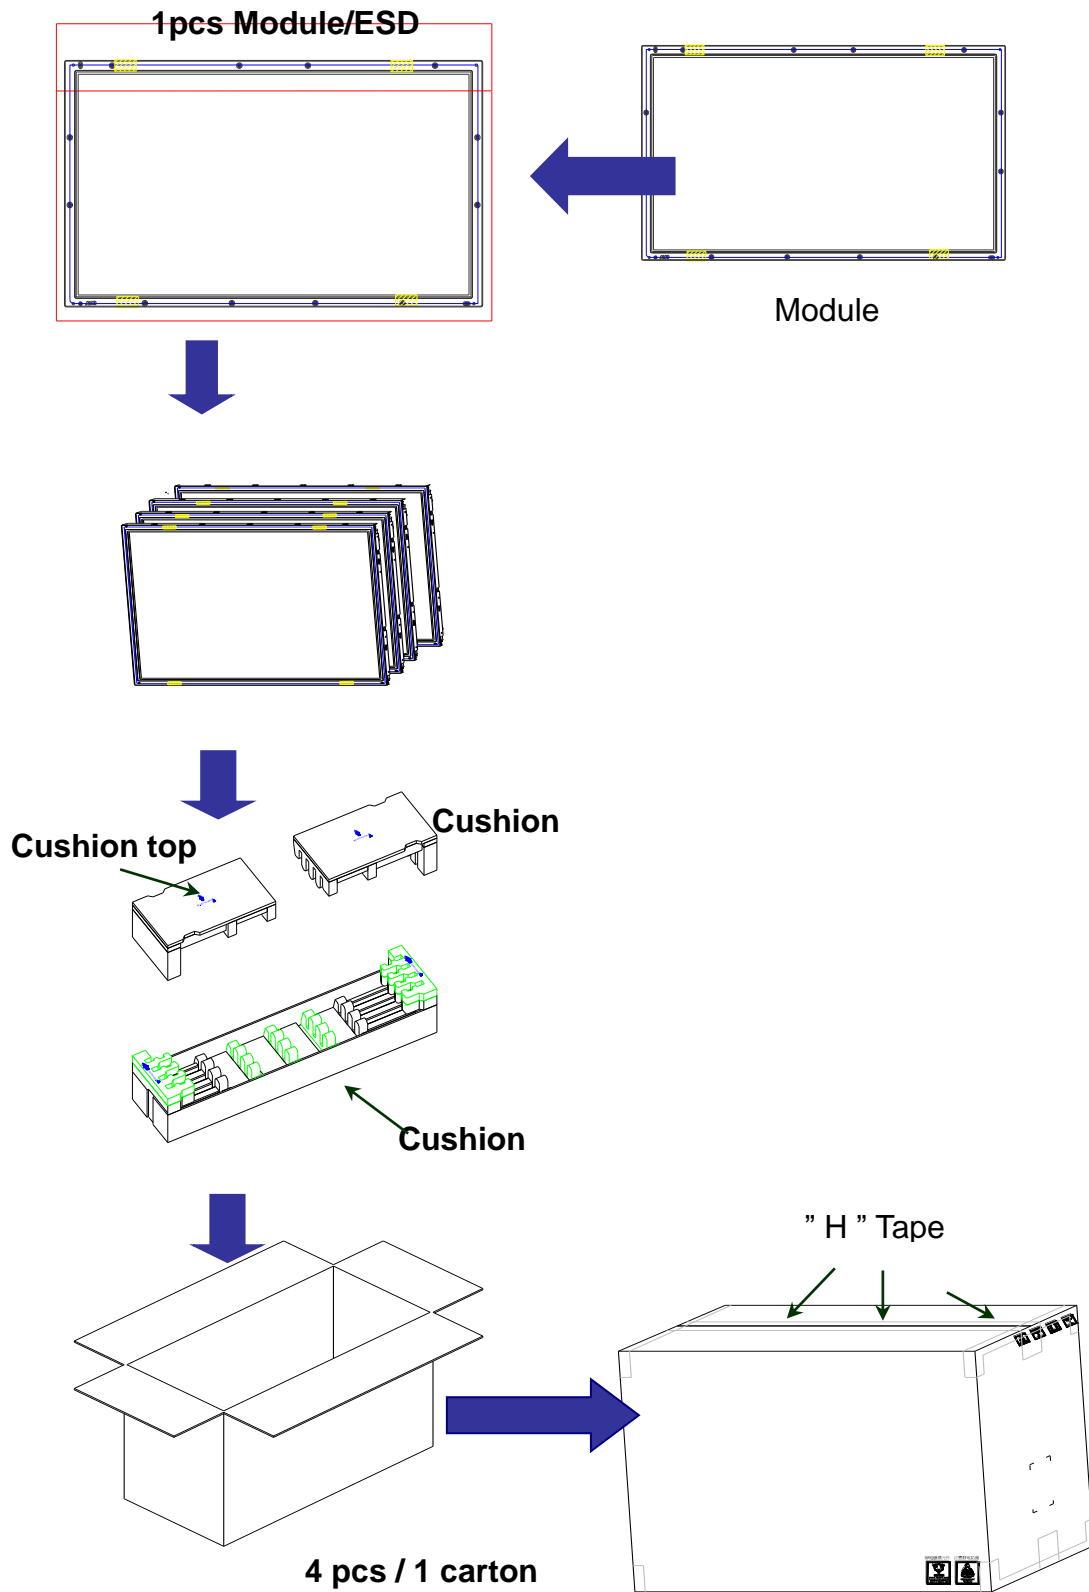 1pcs Module/ESD
Module
Cushion
Cushion top
Cushion
” H ” Tape
4 pcs / 1 carton